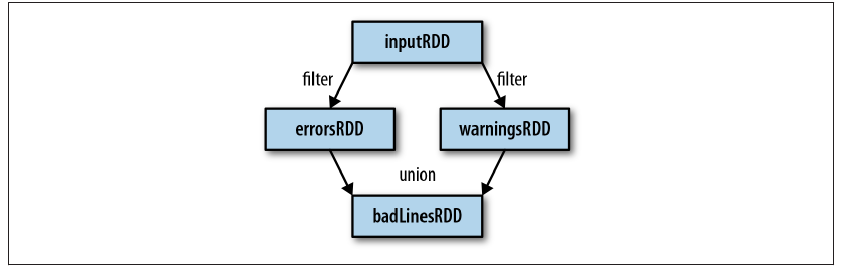 inputRDD
filter
filter
errorsRDD
warningsRDD
union
badLinesRDD